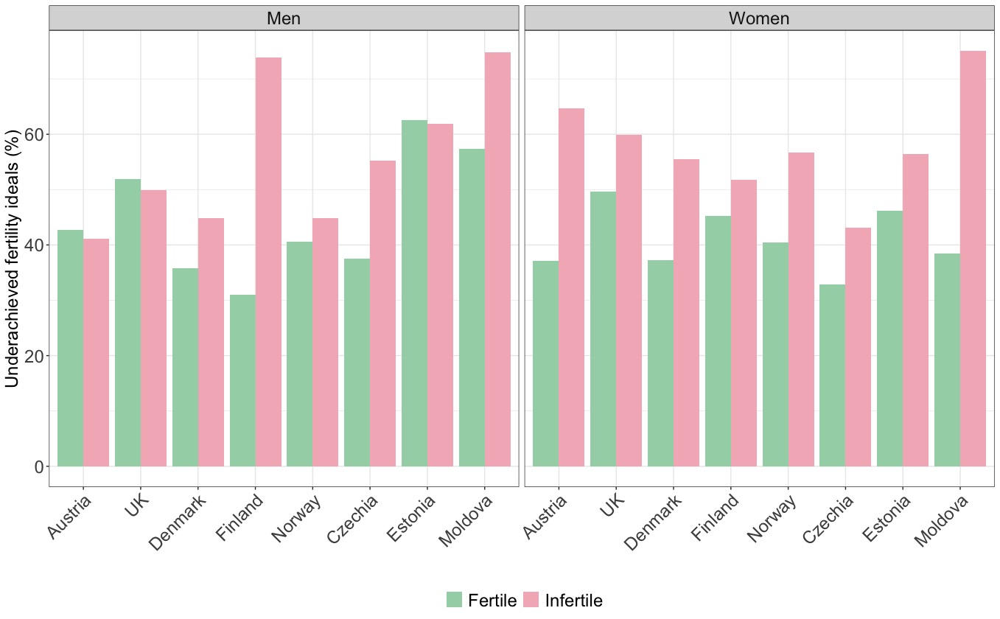 Men Women
Underachieved fertility ideals (%)
60
40
20
0
Austria UK Denmark Finland Norway Czechia Estonia Moldova Austria UK Denmark Finland Norway Czechia Estonia Moldova
Fertile Infertile